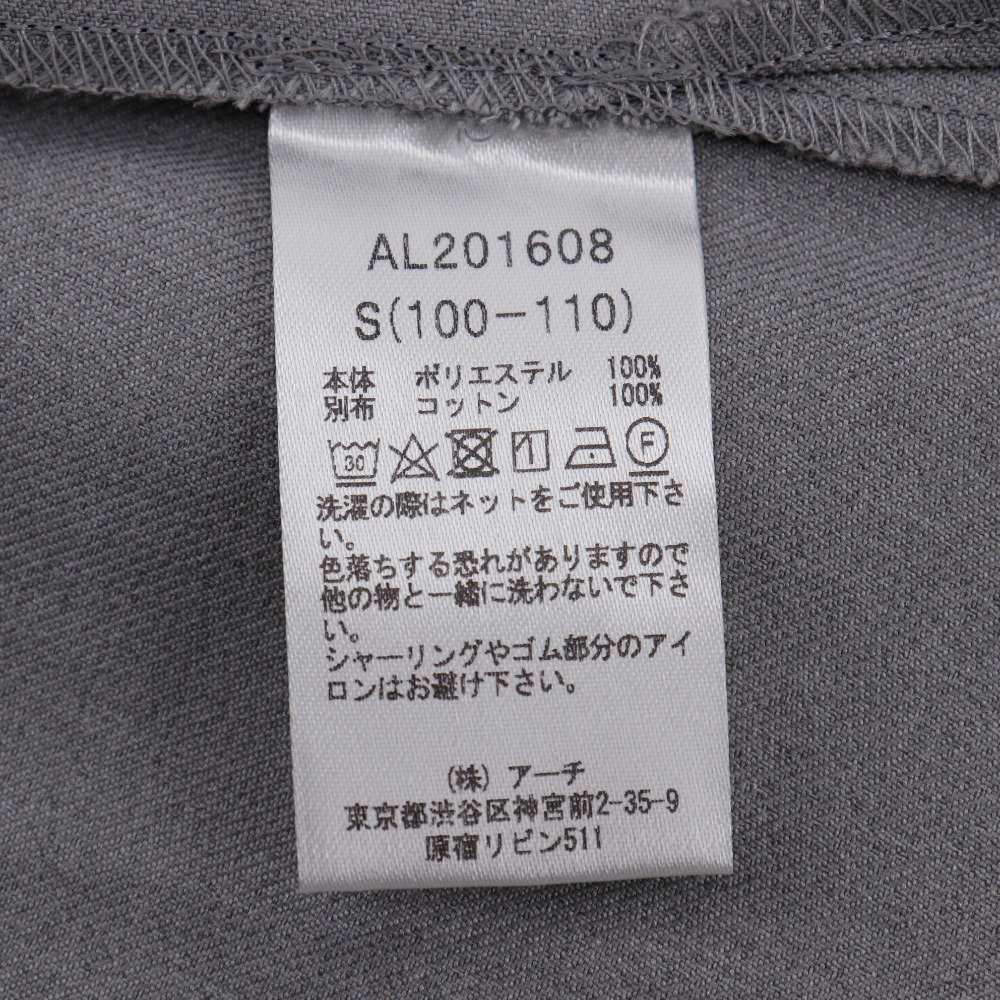 AL201608
S(100-110)
本体 ポリエステル 100%
別布 コットン 100%
30 F
洗濯の際はネットをご使用下さ
い。
色落ちする恐れがありますので
他の物と一緒に洗わないで下さ
い。
シャーリングやゴム部分のアイ
ロンはお避け下さい。
(株) アーチ
東京都渋谷区神宮前2-35-9
原宿リビン511